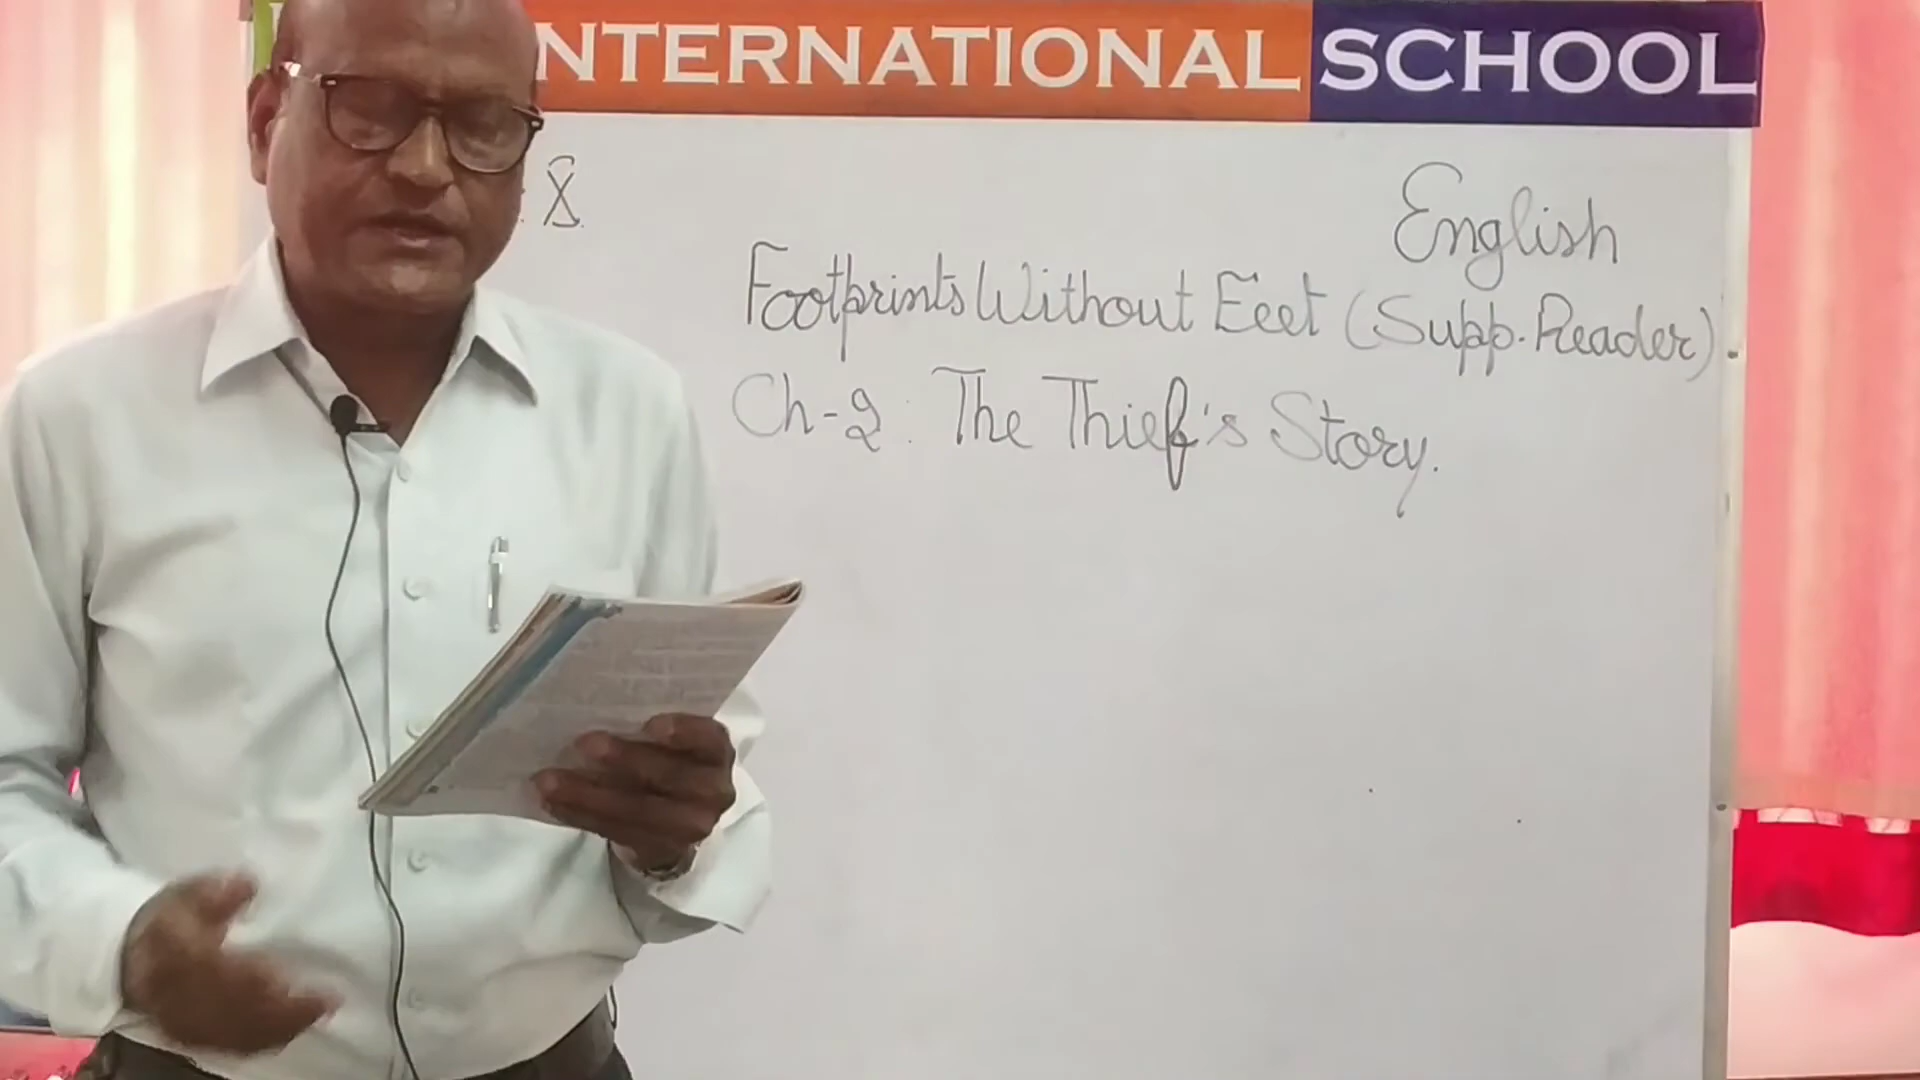 INTERNATIONAL SCHOOL
X
English
Footprints Without Feet (Supp. Reader).
Ch-2: The Thief's Story.